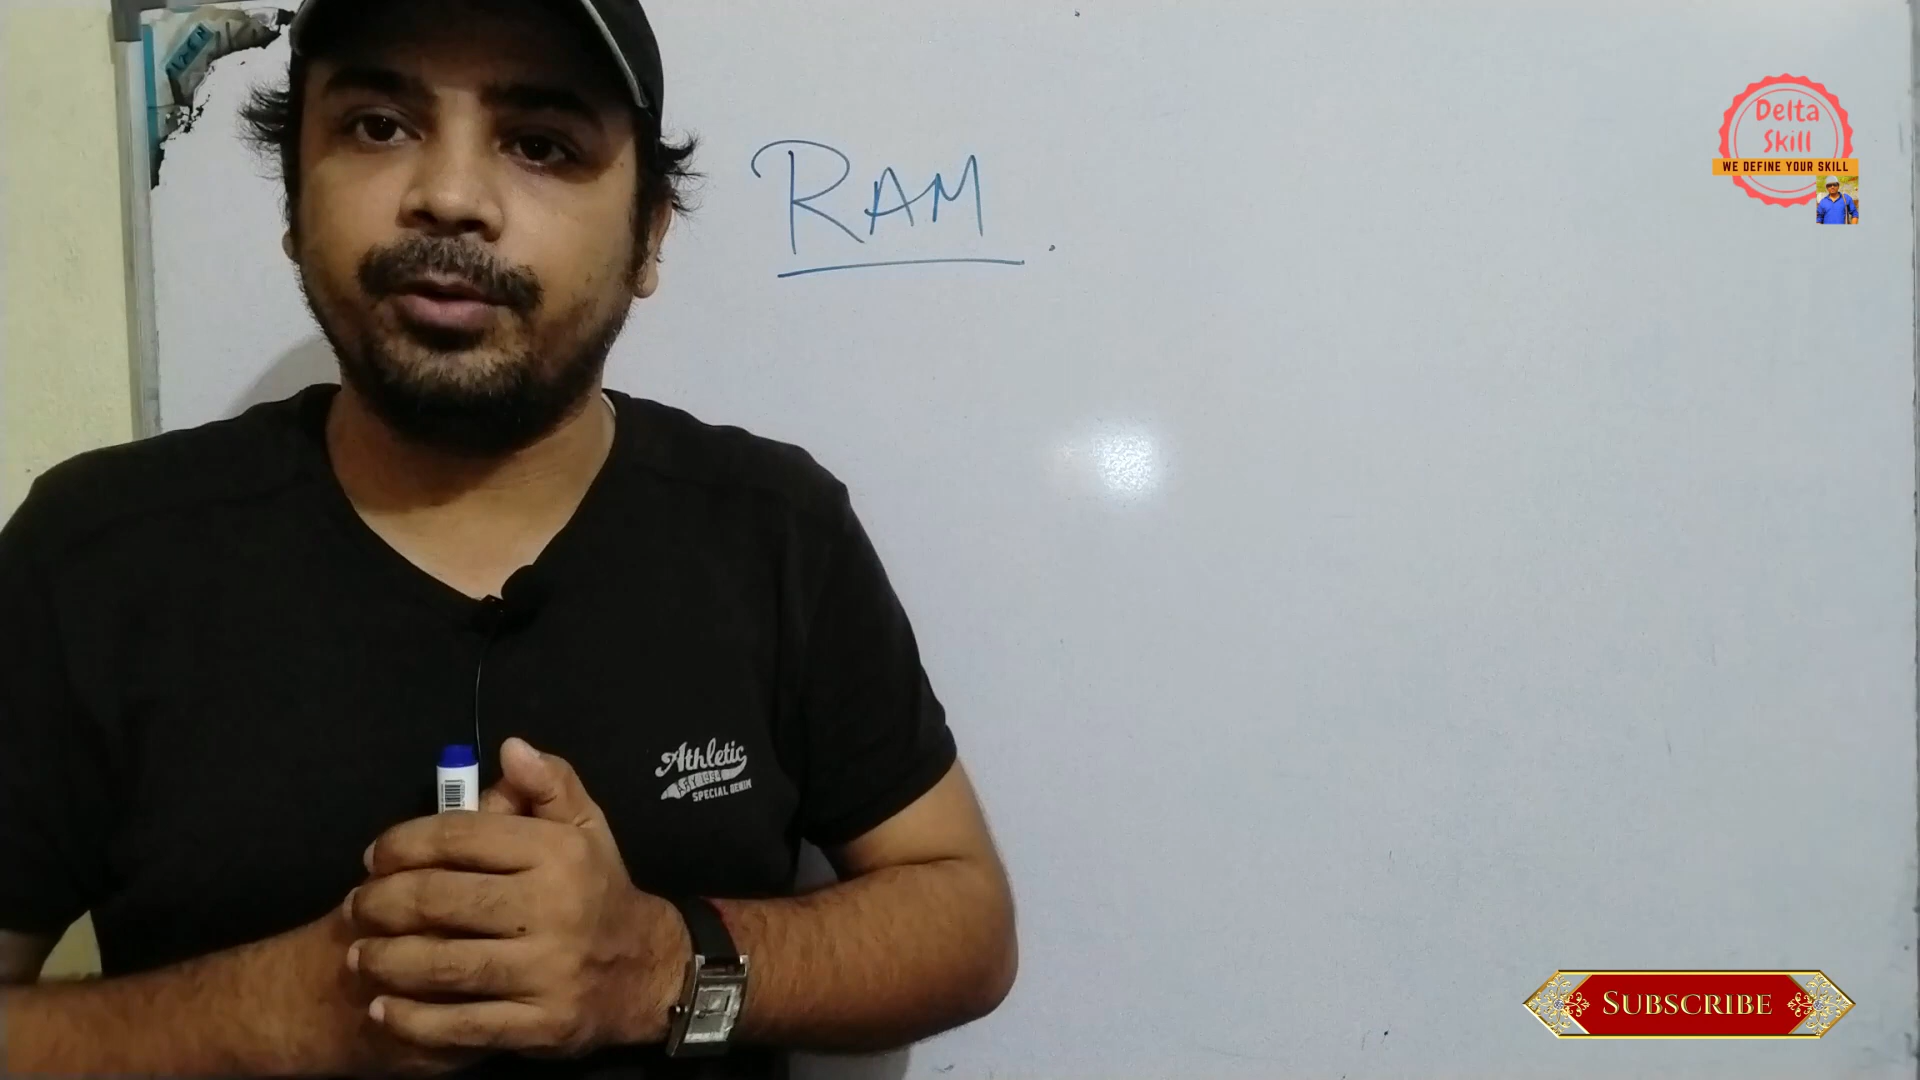 RAM
Delta
Skill
WE DEFINE YOUR SKILL
Athletic
SPECIAL DENIM
SUBSCRIBE